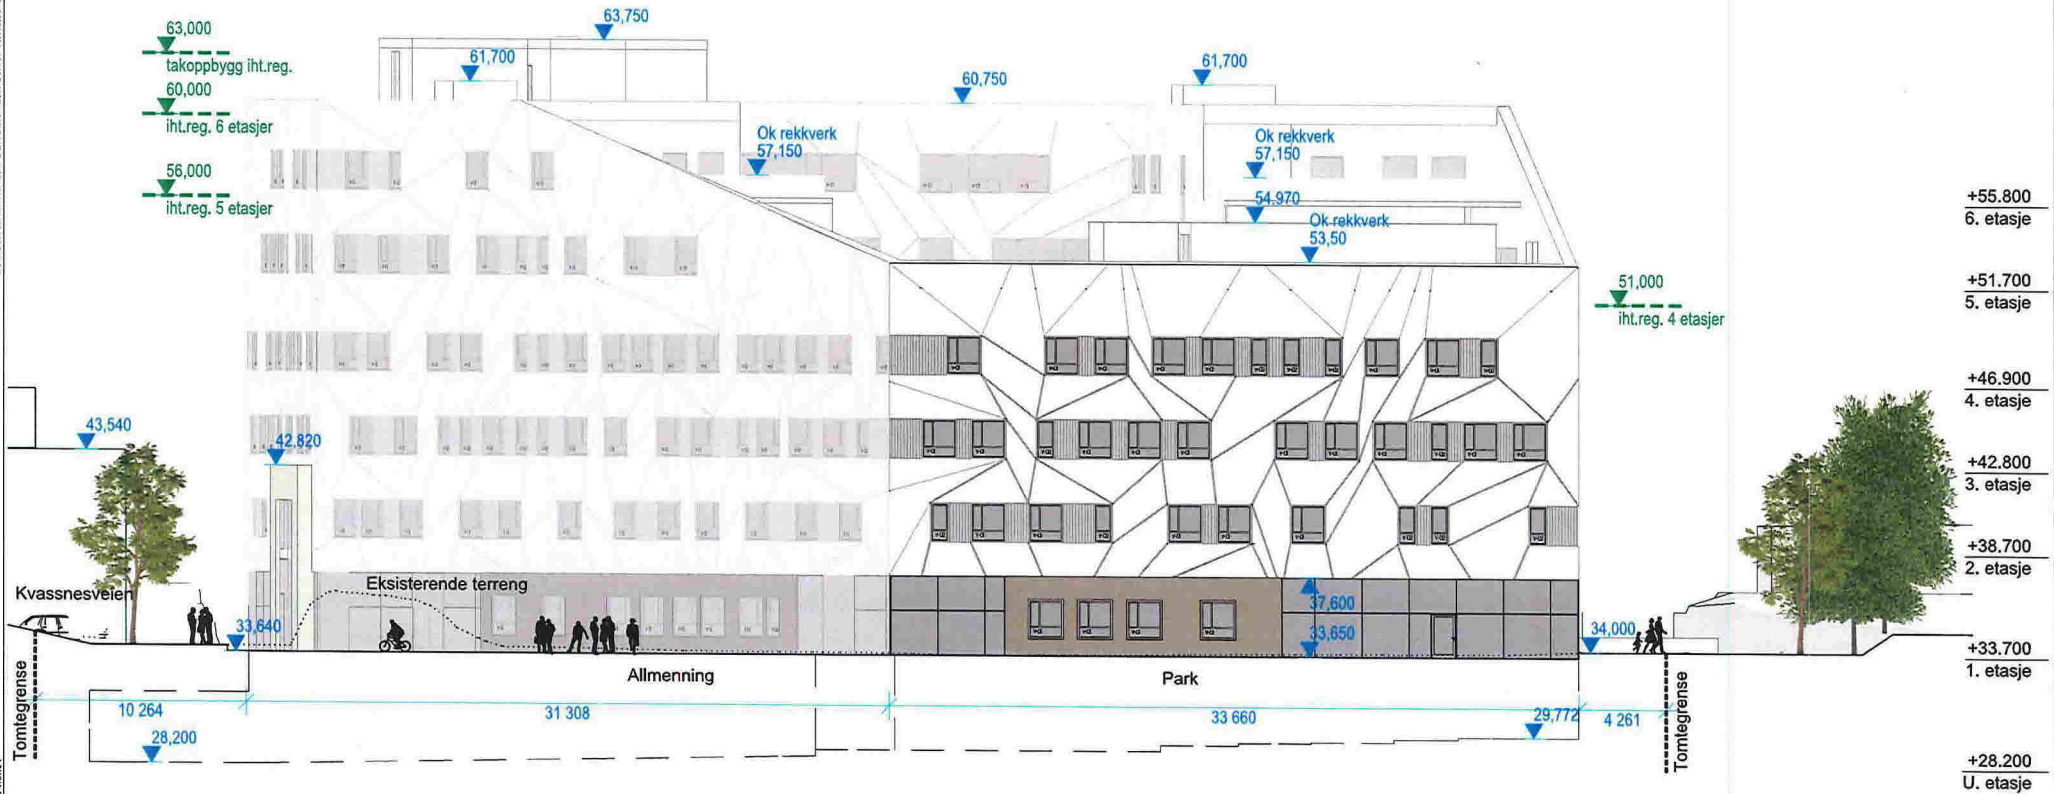 63,000
takoppbygg iht.reg.
60,000
iht.reg. 6 etasjer
56,000
iht.reg. 5 etasjer
63,750
61,700
60,750
61,700
Ok rekkverk
57,150
Ok rekkverk
57,150
54.970
Ok rekkverk
53,50
51,000
iht.reg. 4 etasjer
+55.800
6. etasje
+51.700
5. etasje
+46.900
4. etasje
+42.800
3. etasje
+38.700
2. etasje
+33.700
1. etasje
+28.200
U. etasje
43,540
42,820
Kvassnesveien
Eksisterende terreng
33,640
37,600
33,650
34,000
Allmenning
Park
Tomtegrense
10 264
31 308
33 660
29,772
4 261
Tomtegrense
28,200